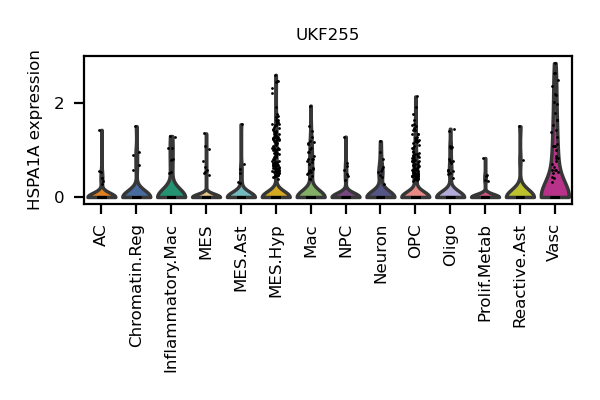 UKF255
HSPA1A expression
2
0
AC
Chromatin.Reg
Inflammatory.Mac
MES
MES.Ast
MES.Hyp
Mac
NPC
Neuron
OPC
Oligo
Prolif.Metab
Reactive.Ast
Vasc